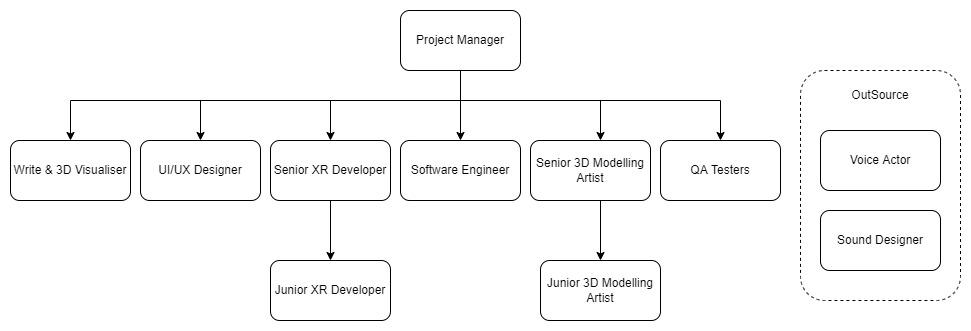 Project Manager
OutSource
Write & 3D Visualiser
UI/UX Designer
Senior XR Developer
Software Engineer
Senior 3D Modelling
Artist
QA Testers
Voice Actor
Sound Designer
Junior XR Developer
Junior 3D Modelling
Artist